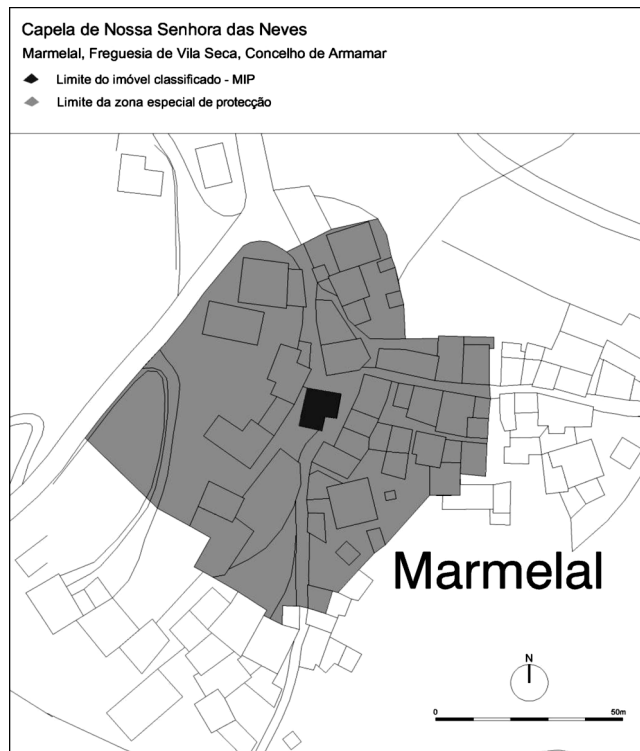 Capela de Nossa Senhora das Neves
Marmelal, Freguesia de Vila Seca, Concelho de Armamar
Limite do imóvel classificado - MIP
Limite da zona especial de protecção
Marmelal
N
0 50m